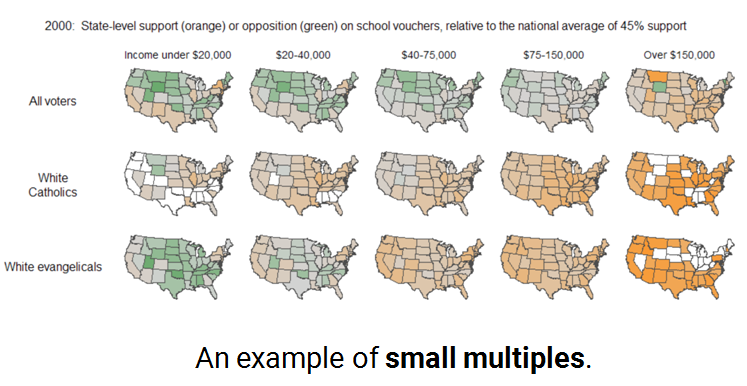 2000: State-level support (orange) or opposition (green) on school vouchers, relative to the national average of 45% support
Income under $20,000 $20-40,000 $40-75,000 $75-150,000 Over $150,000
All voters
White
Catholics
White evangelicals
An example of small multiples.